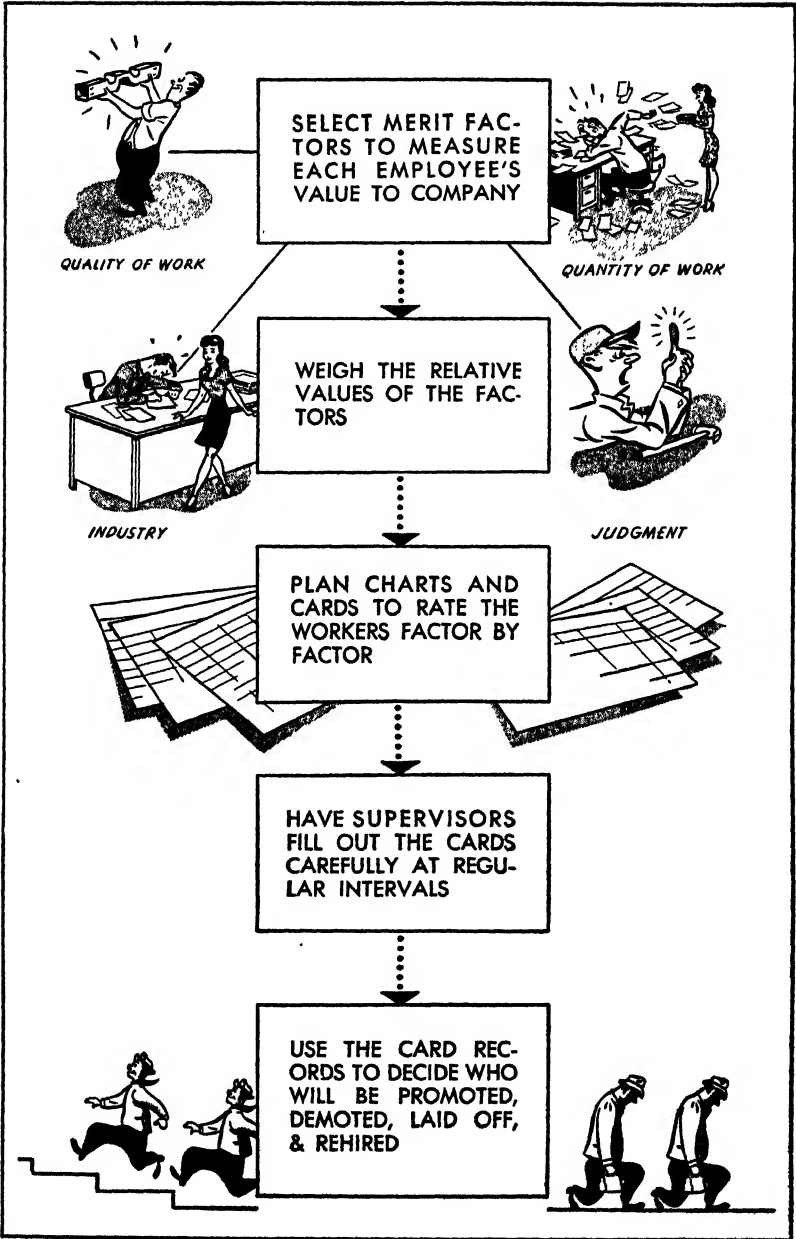 SELECT MERIT FAC-
TORS TO MEASURE
EACH EMPLOYEE'S
VALUE TO COMPANY
QUALITY OF WORK
QUANTITY OF WORK
WEIGH THE RELATIVE
VALUES OF THE FAC-
TORS
INDUSTRY
JUDGMENT
PLAN CHARTS AND
CARDS TO RATE THE
WORKERS FACTOR BY
FACTOR
HAVE SUPERVISORS
FILL OUT THE CARDS
CAREFULLY AT REGU-
LAR INTERVALS
USE THE CARD REC-
ORDS TO DECIDE WHO
WILL BE PROMOTED,
DEMOTED, LAID OFF,
& REHIRED